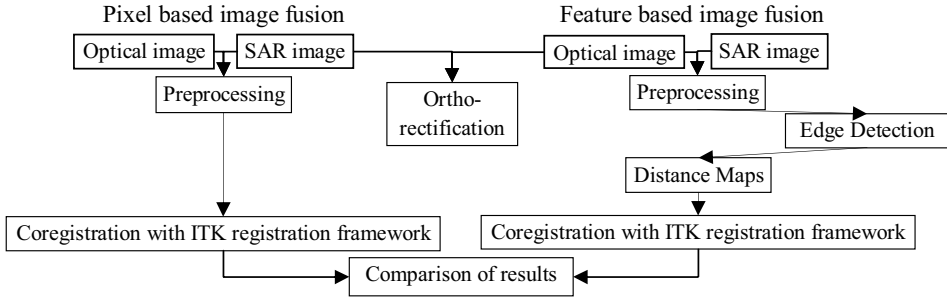 Pixel based image fusion
Feature based image fusion
Optical image
SAR image
Optical image
SAR image
Preprocessing
Ortho-
rectification
Preprocessing
Edge Detection
Distance Maps
Coregistration with ITK registration framework
Coregistration with ITK registration framework
Comparison of results